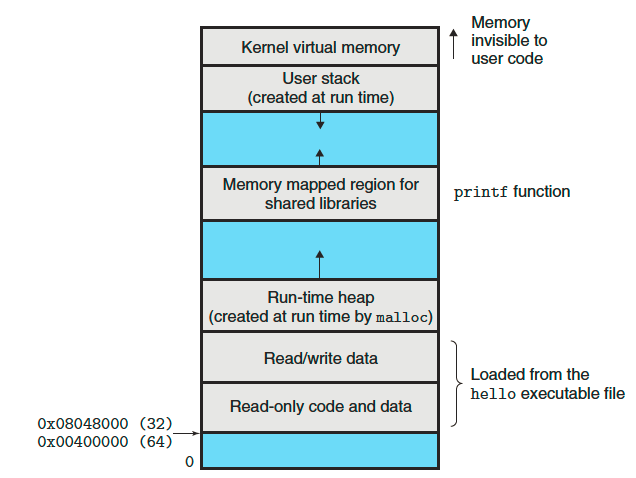 Memory
invisible to
user code
Kernel virtual memory
User stack
(created at run time)
Memory mapped region for
shared libraries
printf function
Run-time heap
(created at run time by malloc)
Read/write data
Loaded from the
hello executable file
Read-only code and data
0x08048000 (32)
0x00400000 (64)
0